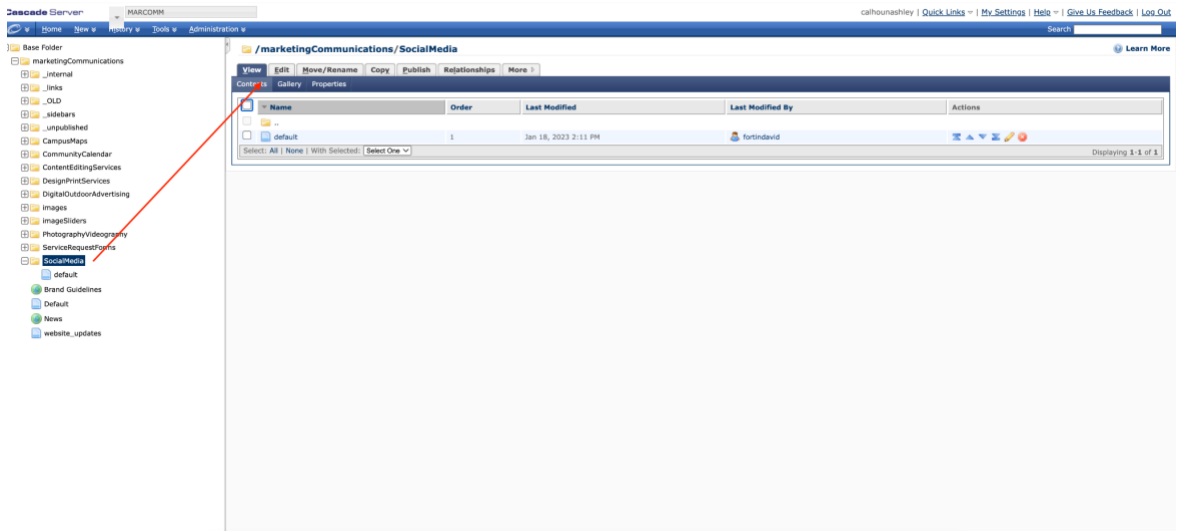 Cascade Server MARCOMM calhounashley | Quick Links | My Settings | Help | Give Us Feedback | Log Out
Home New History Tools Administration Search
Base Folder
marketingCommunications
_internal
_links
_OLD
_sidebars
_unpublished
CampusMaps
CommunityCalendar
ContentEditingServices
DesignPrintServices
DigitalOutdoorAdvertising
images
imageSliders
PhotographyVideography
ServiceRequestForms
SocialMedia
default
Brand Guidelines
Default
News
website_updates
/marketingCommunications/SocialMedia Learn More
View Edit Move/Rename Copy Publish Relationships More
Contents Gallery Properties
Name Order Last Modified Last Modified By Actions
..
default 1 Jan 18, 2023 2:11 PM fortindavid
Select: All | None | With Selected: Select One Displaying 1-1 of 1